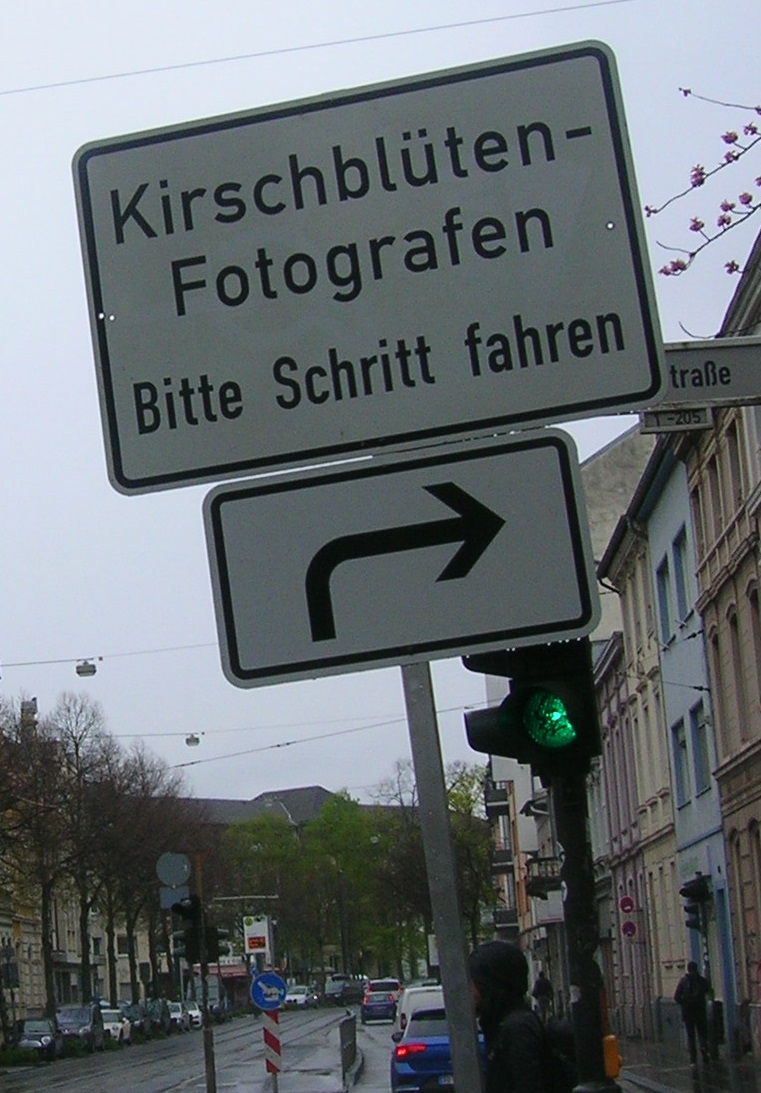 Kirschblüten-
Fotografen
Bitte Schritt fahren
traße
-205